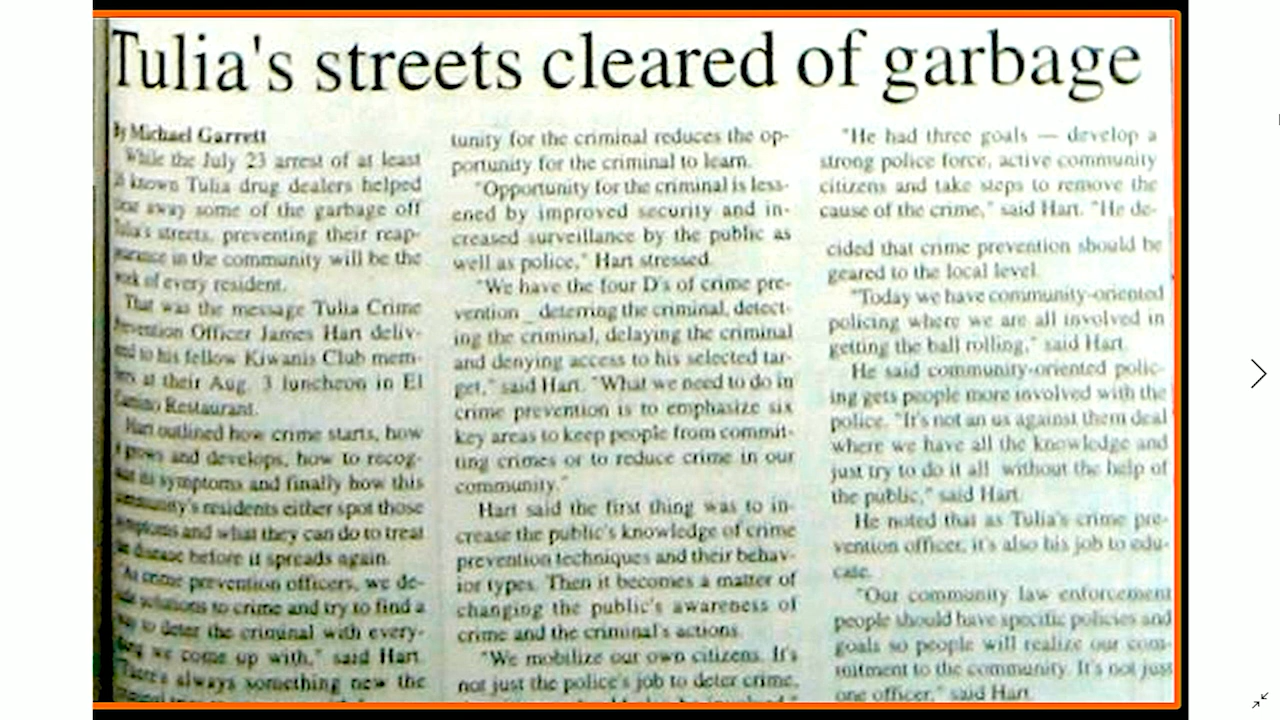 Tulia's streets cleared of garbage
By Michael Garrett
While the July 23 arrest of at least
known Tulia drug dealers helped
away some of the garbage off
streets, preventing their reap-
in the community will be the
work of every resident.
That was the message Tulia Crime
Prevention Officer James Hart deliv-
to his fellow Kiwanis Club mem-
at their Aug. 3 luncheon in El
Restaurant.
Hart outlined how crime starts, how
and develops, how to recog-
its symptoms and finally how this
community's residents either spot those
symptoms and what they can do to treat
disease before it spreads again.
crime prevention officers, we de-
solutions to crime and try to find a
to deter the criminal with every-
we come up with," said Hart.
always something new the
tunity for the criminal reduces the op-
portunity for the criminal to learn.
"Opportunity for the criminal is less-
ened by improved security and in-
creased surveillance by the public as
well as police," Hart stressed.
"We have the four D's of crime pre-
vention _ deterring the criminal, detect-
ing the criminal, delaying the criminal
and denying access to his selected tar-
get," said Hart. "What we need to do in
crime prevention is to emphasize six
key areas to keep people from commit-
ting crimes or to reduce crime in our
community."
Hart said the first thing was to in-
crease the public's knowledge of crime
prevention techniques and their behav-
ior types. Then it becomes a matter of
changing the public's awareness of
crime and the criminal's actions.
"We mobilize our own citizens. It's
not just the police's job to deter crime,
"He had three goals — develop a
strong police force, active community
citizens and take steps to remove the
cause of the crime," said Hart. "He de-
cided that crime prevention should be
geared to the local level.
"Today we have community-oriented
policing where we are all involved in
getting the ball rolling," said Hart.
He said community-oriented polic-
ing gets people more involved with the
police. "It's not an us against them deal
where we have all the knowledge and
just try to do it all without the help of
the public," said Hart.
He noted that as Tulia's crime pre-
vention officer, it's also his job to edu-
cate.
"Our community law enforcement
people should have specific policies and
goals so people will realize our com-
mitment to the community. It's not just
one officer," said Hart.